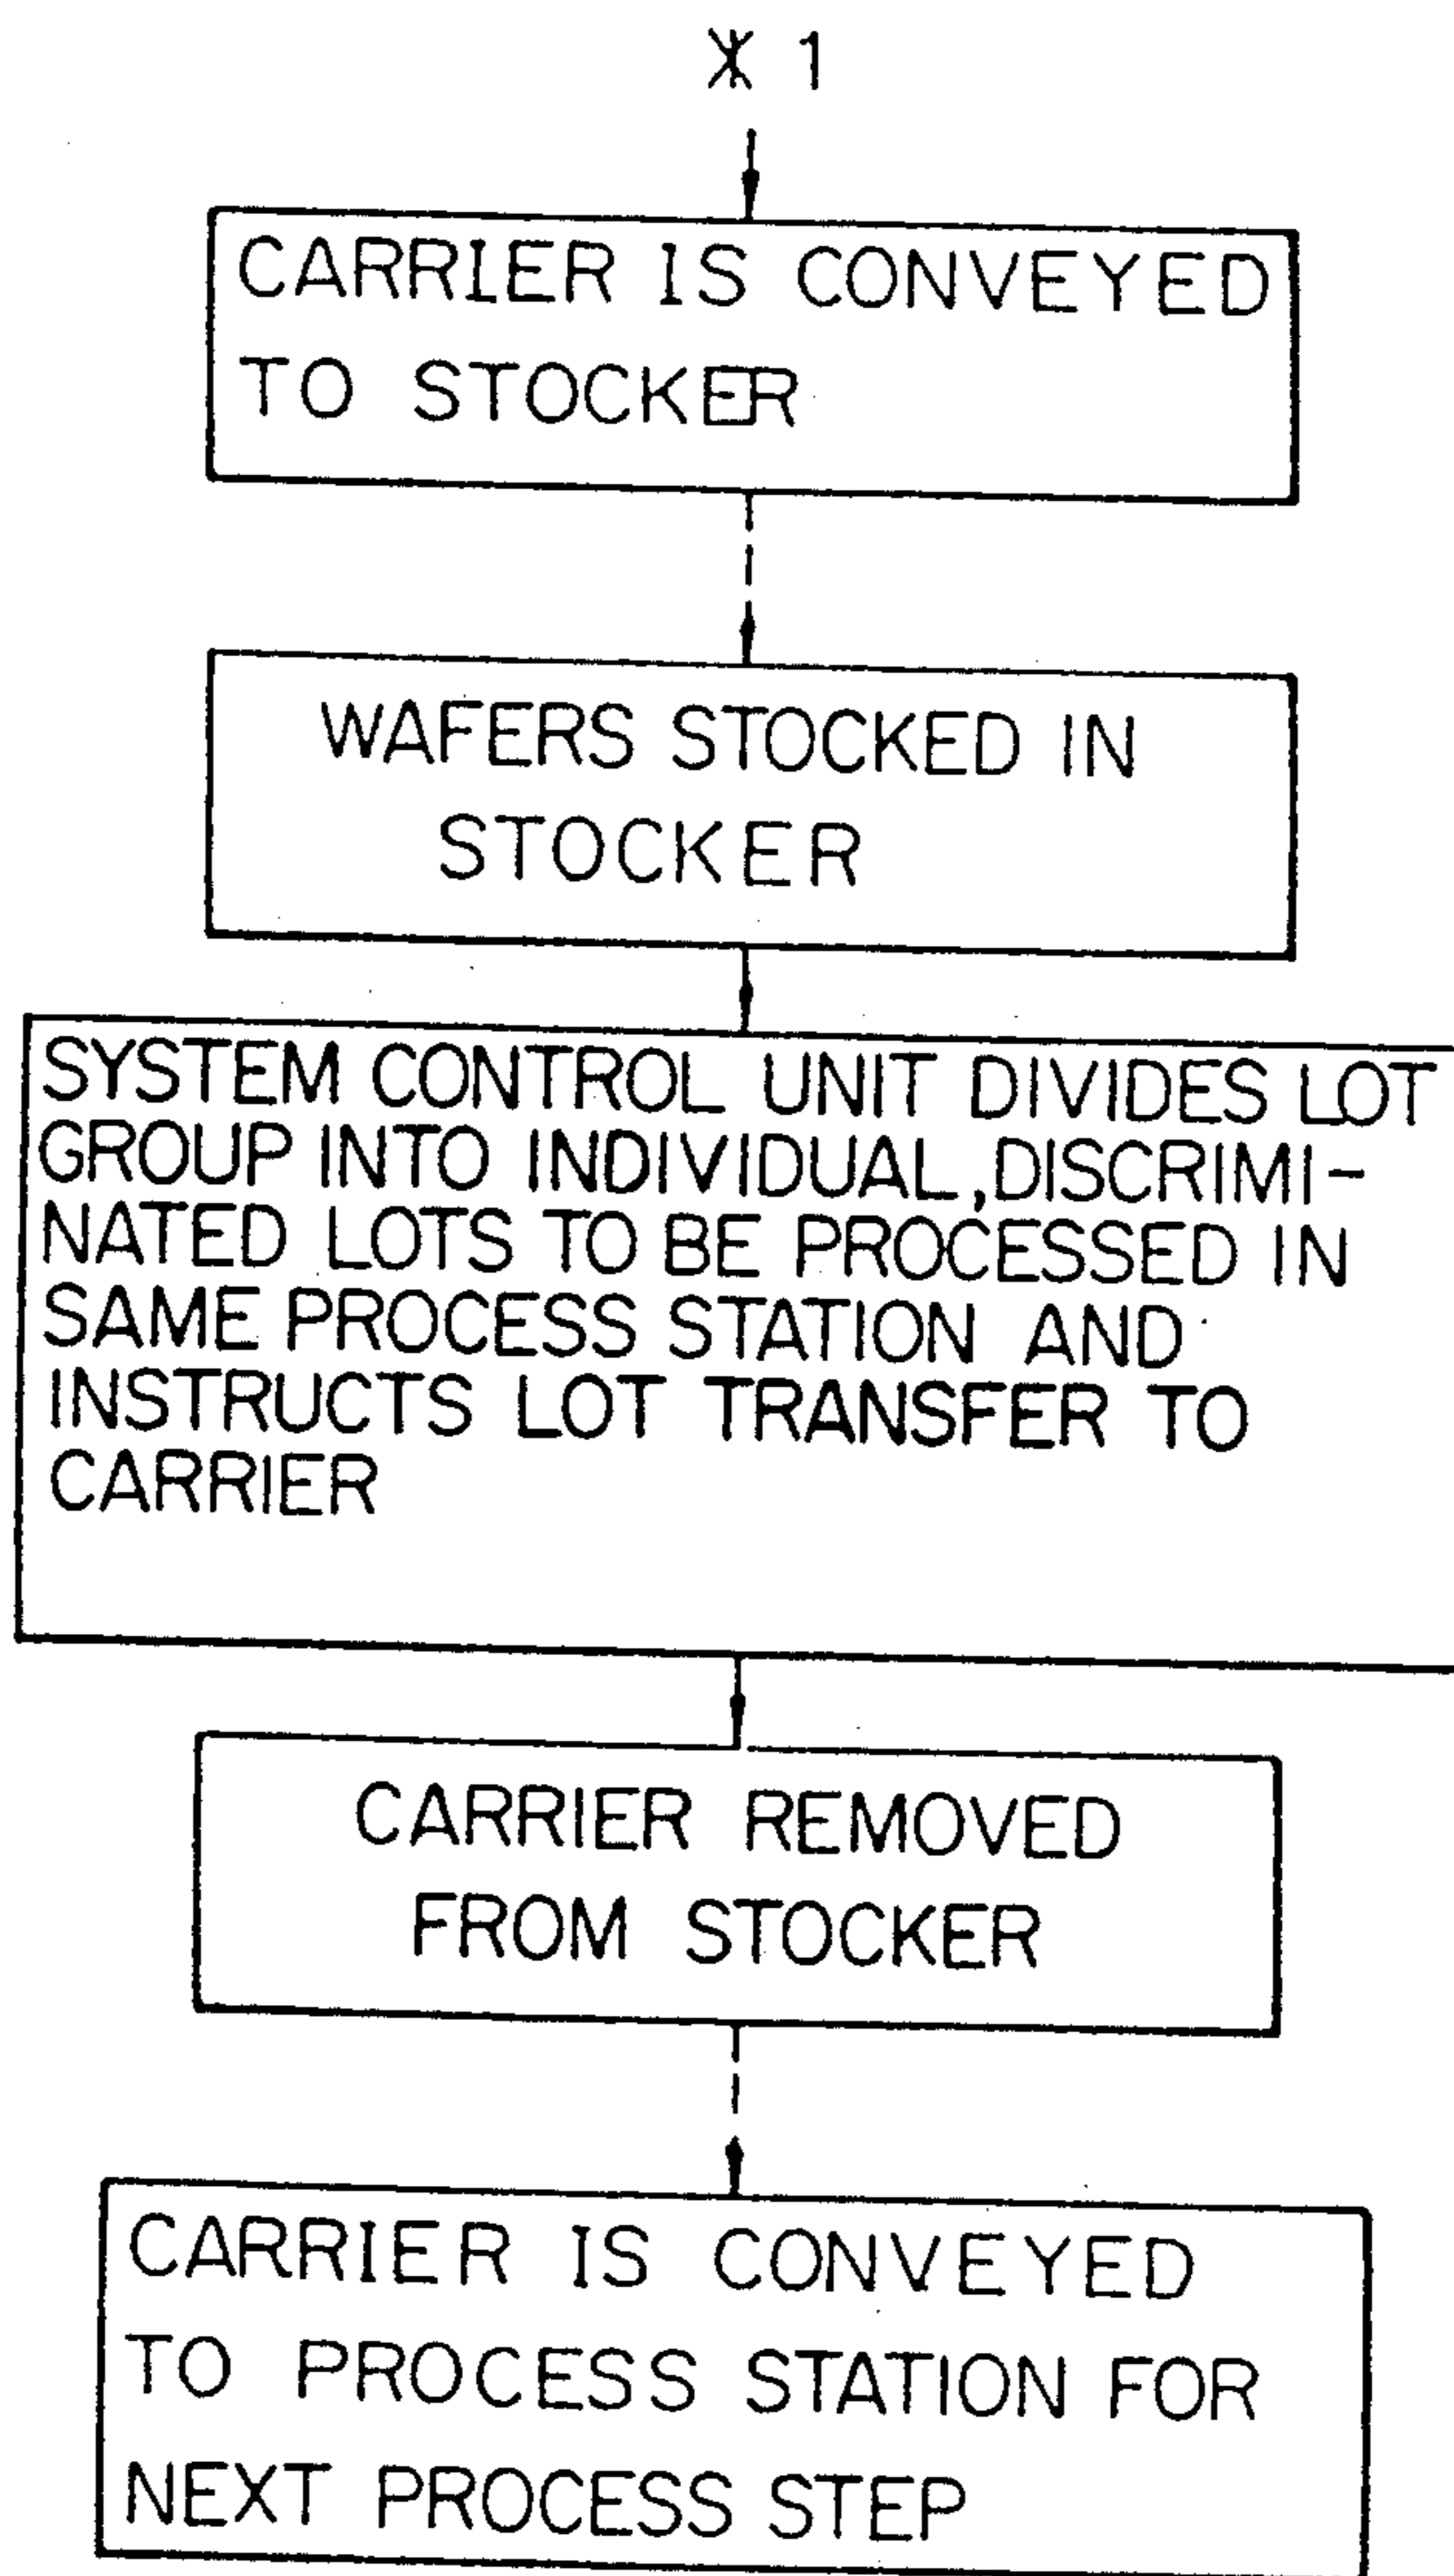 ※ 1
CARRIER IS CONVEYED
TO STOCKER
WAFERS STOCKED IN
STOCKER
SYSTEM CONTROL UNIT DIVIDES LOT
GROUP INTO INDIVIDUAL,DISCRIMI-
NATED LOTS TO BE PROCESSED IN
SAME PROCESS STATION AND
INSTRUCTS LOT TRANSFER TO
CARRIER
CARRIER REMOVED
FROM STOCKER
CARRIER IS CONVEYED
TO PROCESS STATION FOR
NEXT PROCESS STEP